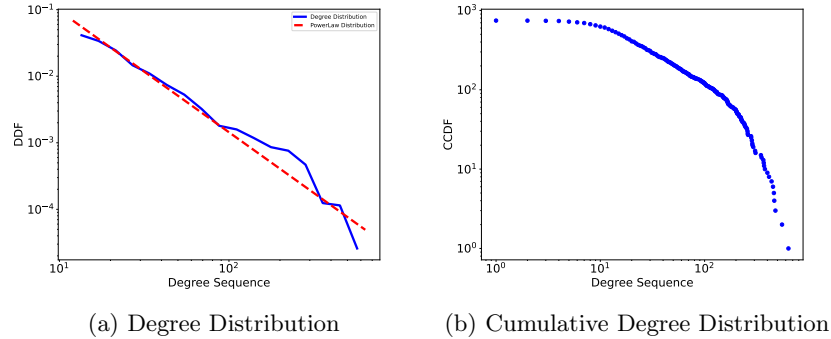 10⁻¹
10⁻²
10⁻³
10⁻⁴
DDF
10¹
10²
Degree Sequence
Degree Distribution
PowerLaw Distribution
(a) Degree Distribution
10³
10²
10¹
10⁰
CCDF
10⁰
10¹
10²
Degree Sequence
(b) Cumulative Degree Distribution